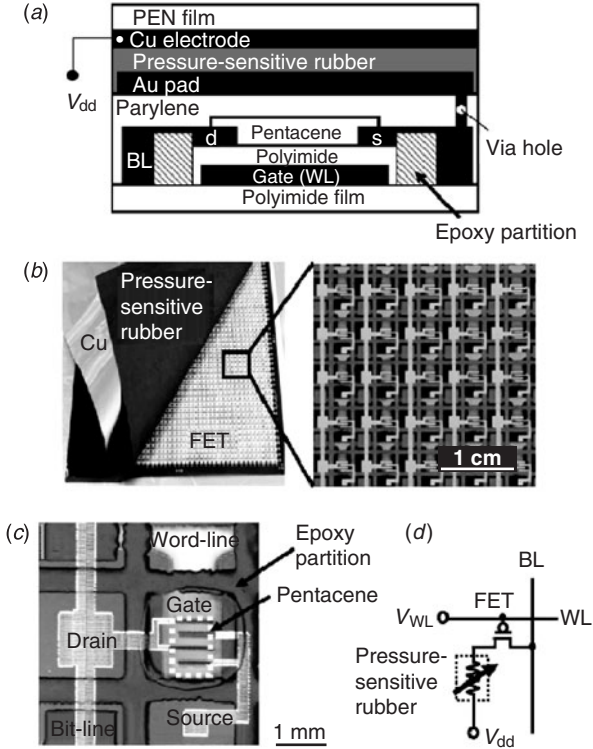 (a)
PEN film
Cu electrode
Pressure-sensitive rubber
Au pad
Vdd
Parylene
d
Pentacene
s
Via hole
BL
Polyimide
Gate (WL)
Polyimide film
Epoxy partition
(b)
Pressure-
sensitive
rubber
Cu
FET
1 cm
(c)
Word-line
Epoxy
partition
Gate
Pentacene
Drain
Bit-line
Source
1 mm
(d)
BL
FET
VWL
WL
Pressure-
sensitive
rubber
Vdd